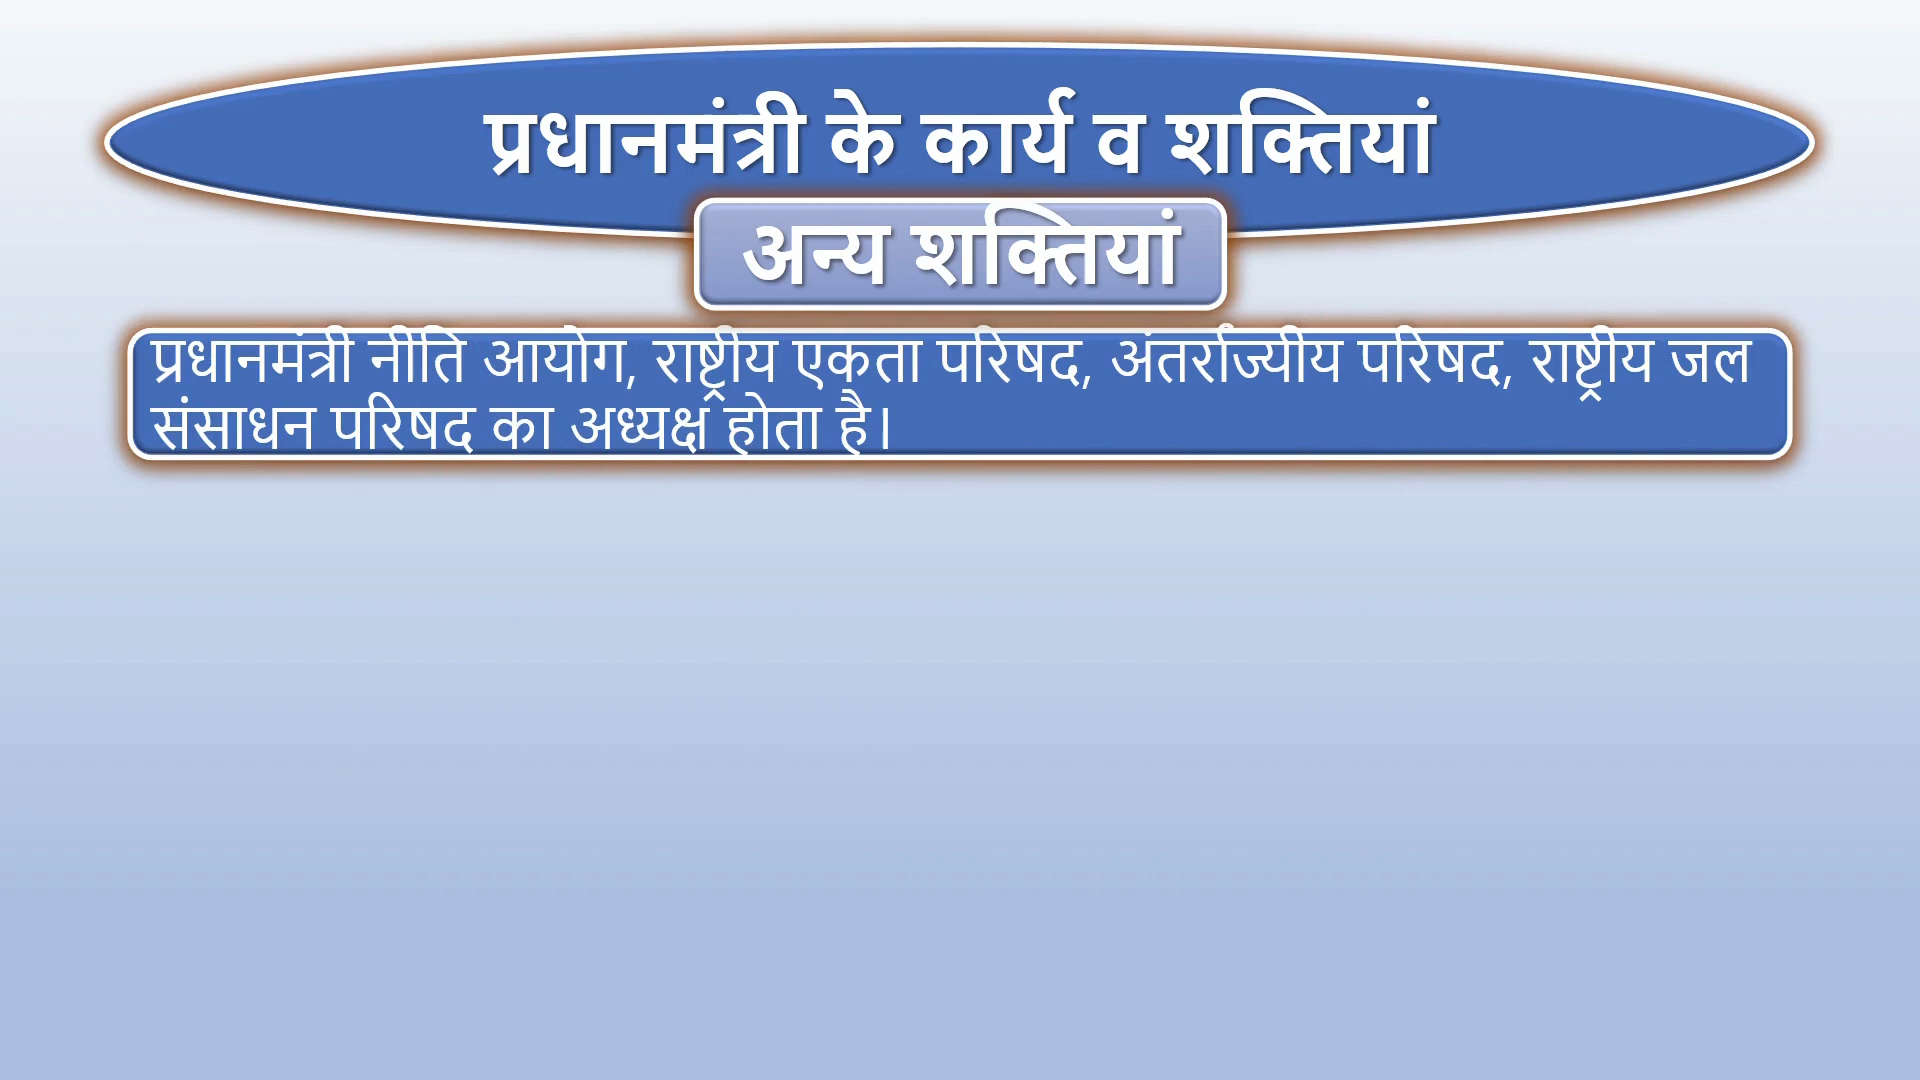 प्रधानमंत्री के कार्य व शक्तियां
अन्य शक्तियां
प्रधानमंत्री नीति आयोग, राष्ट्रीय एकता परिषद, अंतर्राज्यीय परिषद, राष्ट्रीय जल
संसाधन परिषद का अध्यक्ष होता है।